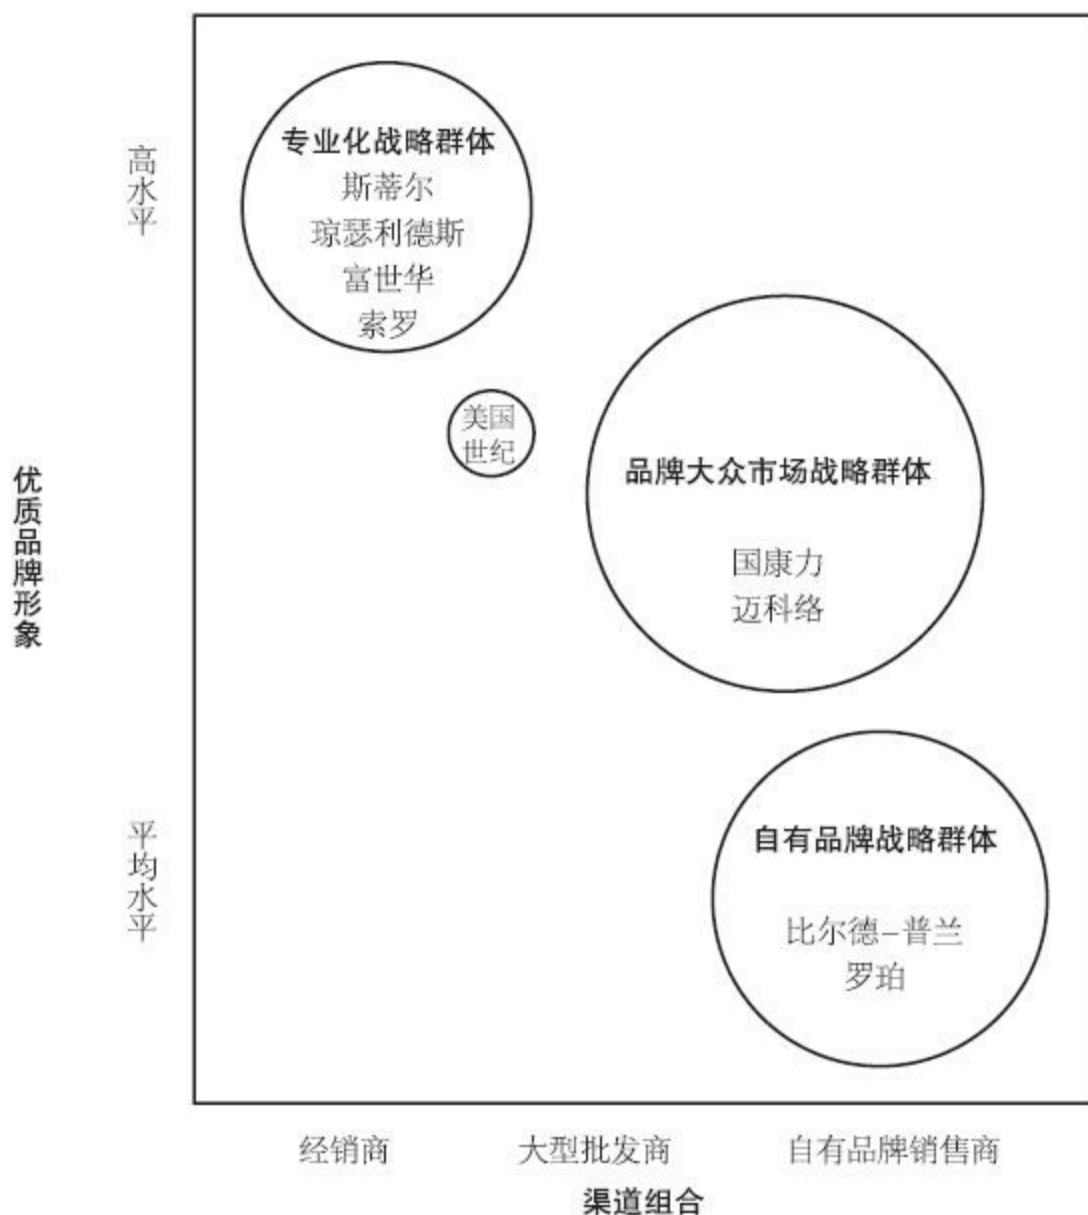 高水平
专业化战略群体
斯蒂尔
琼瑟利德斯
富世华
索罗
美国
世纪
优质品牌形象
品牌大众市场战略群体
国康力
迈科络
平均水平
自有品牌战略群体
比尔德–普兰
罗珀
经销商
大型批发商
自有品牌销售商
渠道组合